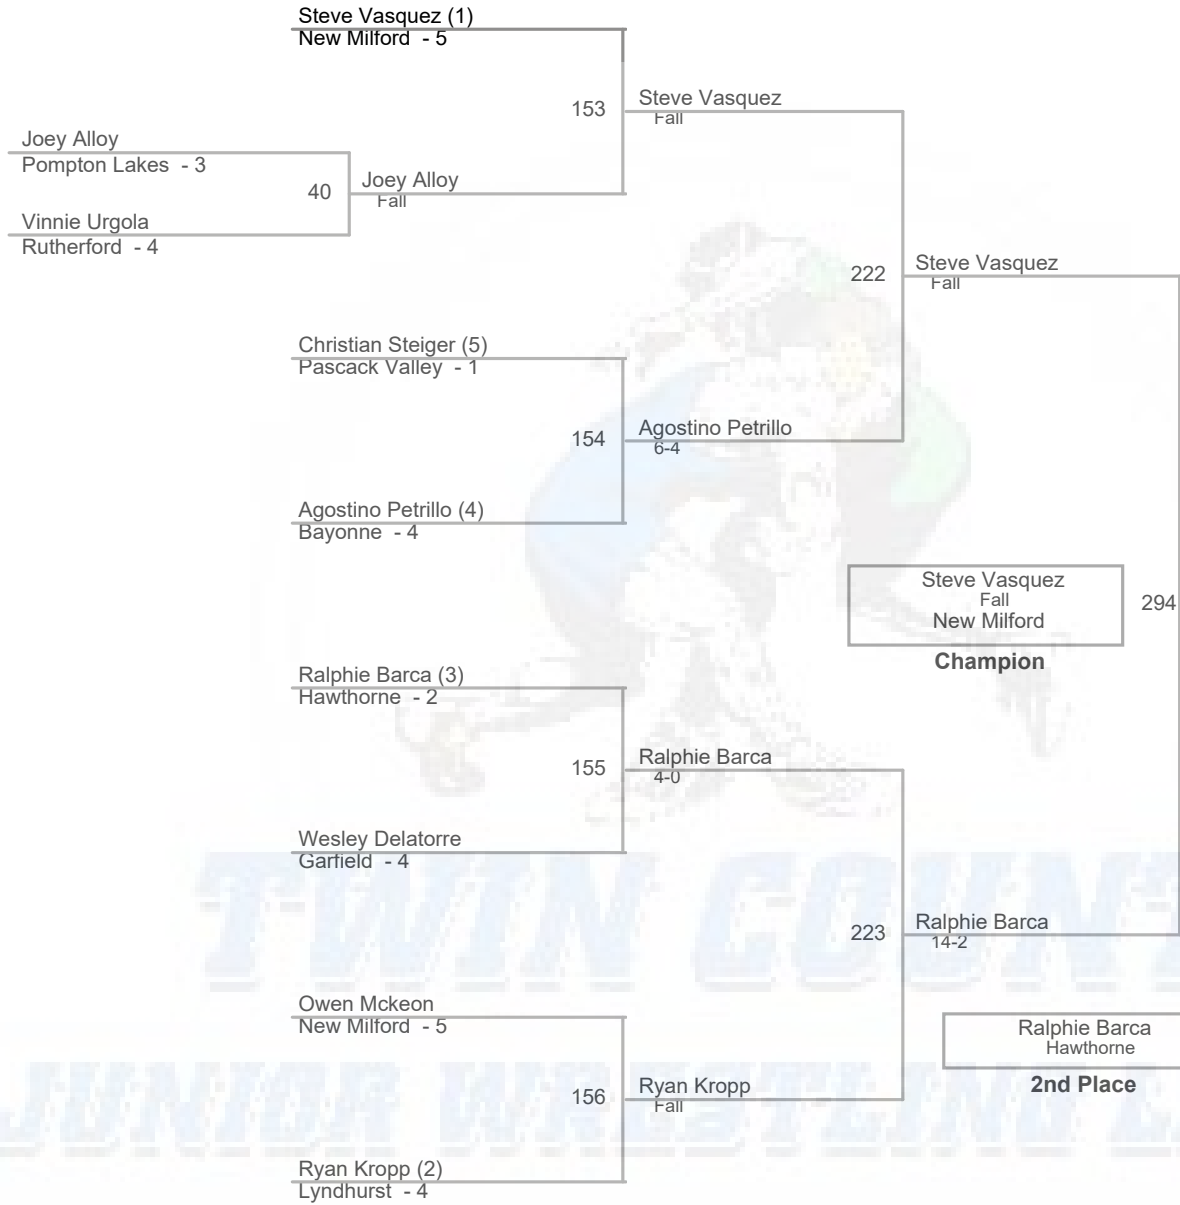 Steve Vasquez (1)
New Milford - 5
153
Steve Vasquez
Fall
Joey Alloy
Pompton Lakes - 3
40
Joey Alloy
Fall
Vinnie Urgola
Rutherford - 4
222
Steve Vasquez
Fall
Christian Steiger (5)
Pascack Valley - 1
154
Agostino Petrillo
6-4
Agostino Petrillo (4)
Bayonne - 4
Steve Vasquez
Fall
New Milford
294
Champion
Ralphie Barca (3)
Hawthorne - 2
155
Ralphie Barca
4-0
Wesley Delatorre
Garfield - 4
TWIN COUNT
223
Ralphie Barca
14-2
Owen Mckeon
New Milford - 5
Ralphie Barca
Hawthorne
2nd Place
JUNIOR WRESTLING
156
Ryan Kropp
Fall
Ryan Kropp (2)
Lyndhurst - 4